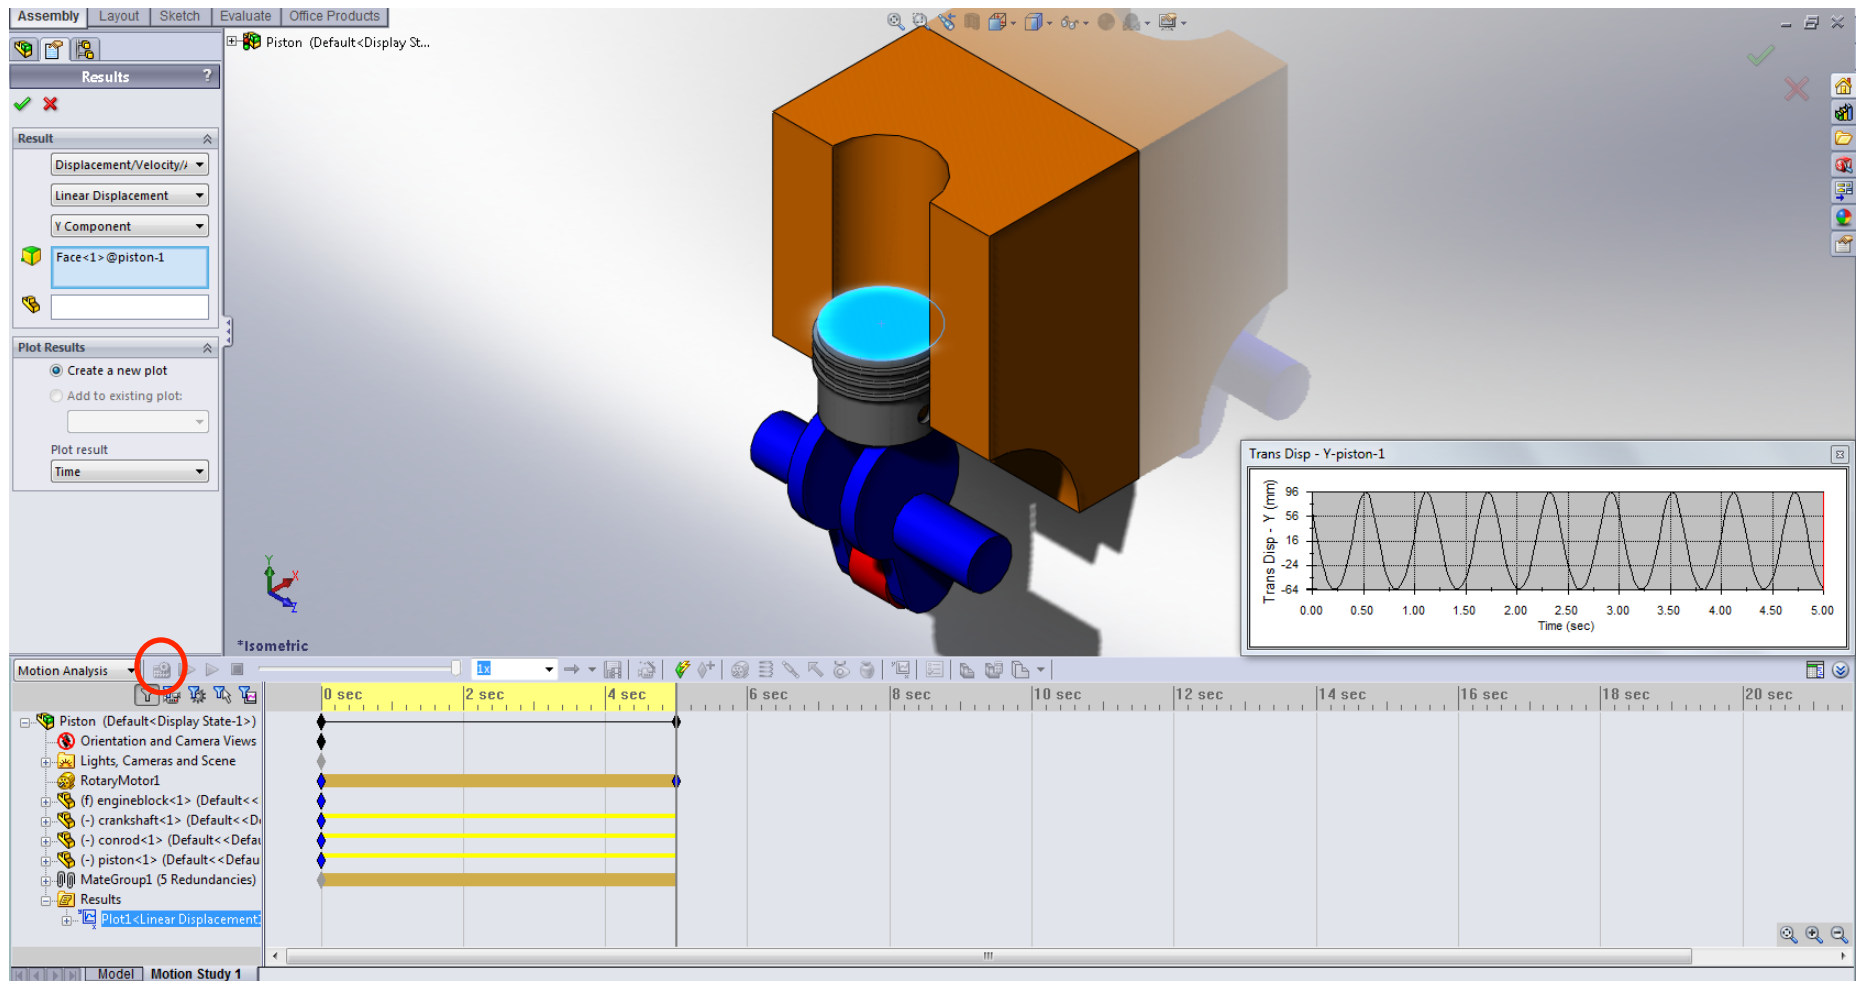 Assembly Layout Sketch Evaluate Office Products
Piston (Default<Display St...
Results ?
Result
Displacement/Velocity/
Linear Displacement
Y Component
Face<1>@piston-1
Plot Results
Create a new plot
Add to existing plot:
Plot result
Time
Y
X
Z
*Isometric
Trans Disp - Y-piston-1
Trans Disp - Y (mm)
96
56
16
-24
-64
0.00 0.50 1.00 1.50 2.00 2.50 3.00 3.50 4.00 4.50 5.00
Time (sec)
Motion Analysis 1x
0 sec 2 sec 4 sec 6 sec 8 sec 10 sec 12 sec 14 sec 16 sec 18 sec 20 sec
Piston (Default<Display State-1>)
Orientation and Camera Views
Lights, Cameras and Scene
RotaryMotor1
(f) engineblock<1> (Default<<
(-) crankshaft<1> (Default<<D
(-) conrod<1> (Default<<Defau
(-) piston<1> (Default<<Defau
MateGroup1 (5 Redundancies)
Results
Plot1<Linear Displacement
Model Motion Study 1